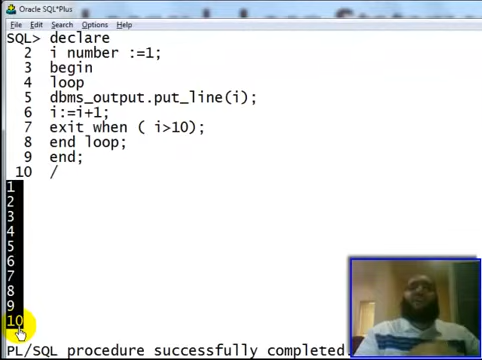 Oracle SQL*Plus
File Edit Search Options Help
SQL> declare
2 i number :=1;
3 begin
4 loop
5 dbms_output.put_line(i);
6 i:=i+1;
7 exit when ( i>10);
8 end loop;
9 end;
10 /
1
2
3
4
5
6
7
8
9
10
PL/SQL procedure successfully completed